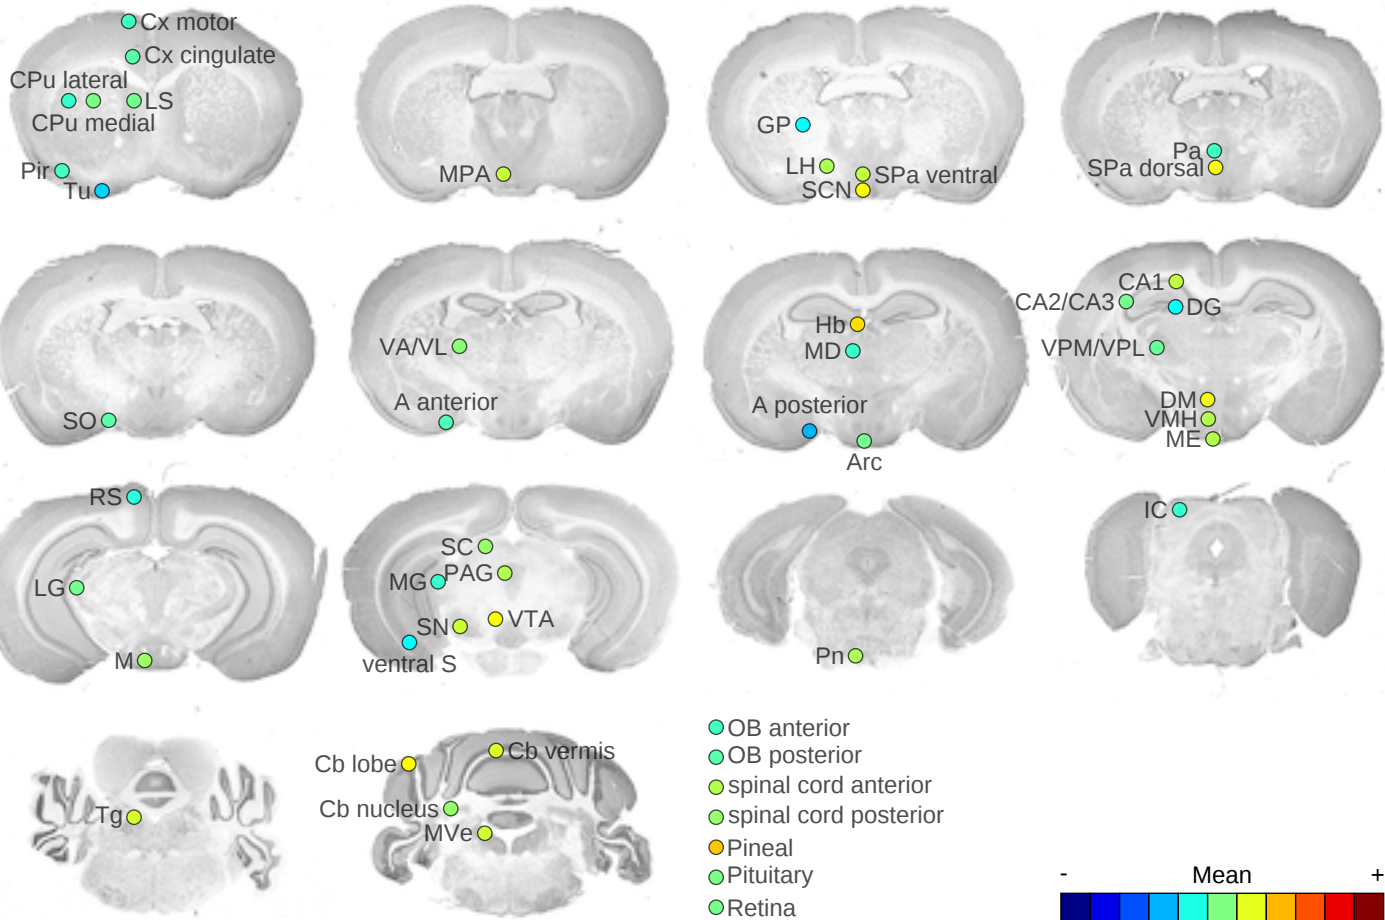 Cx motor
Cx cingulate
CPu lateral
LS
CPu medial
Pir
Tu
MPA
GP
LH
SPa ventral
SCN
Pa
SPa dorsal
SO
VA/VL
A anterior
Hb
MD
A posterior
Arc
CA1
CA2/CA3
DG
VPM/VPL
DM
VMH
ME
RS
LG
M
SC
PAG
MG
SN
VTA
ventral S
Pn
IC
Tg
Cb lobe
Cb vermis
Cb nucleus
MVe
OB anterior
OB posterior
spinal cord anterior
spinal cord posterior
Pineal
Pituitary
Retina
- Mean +